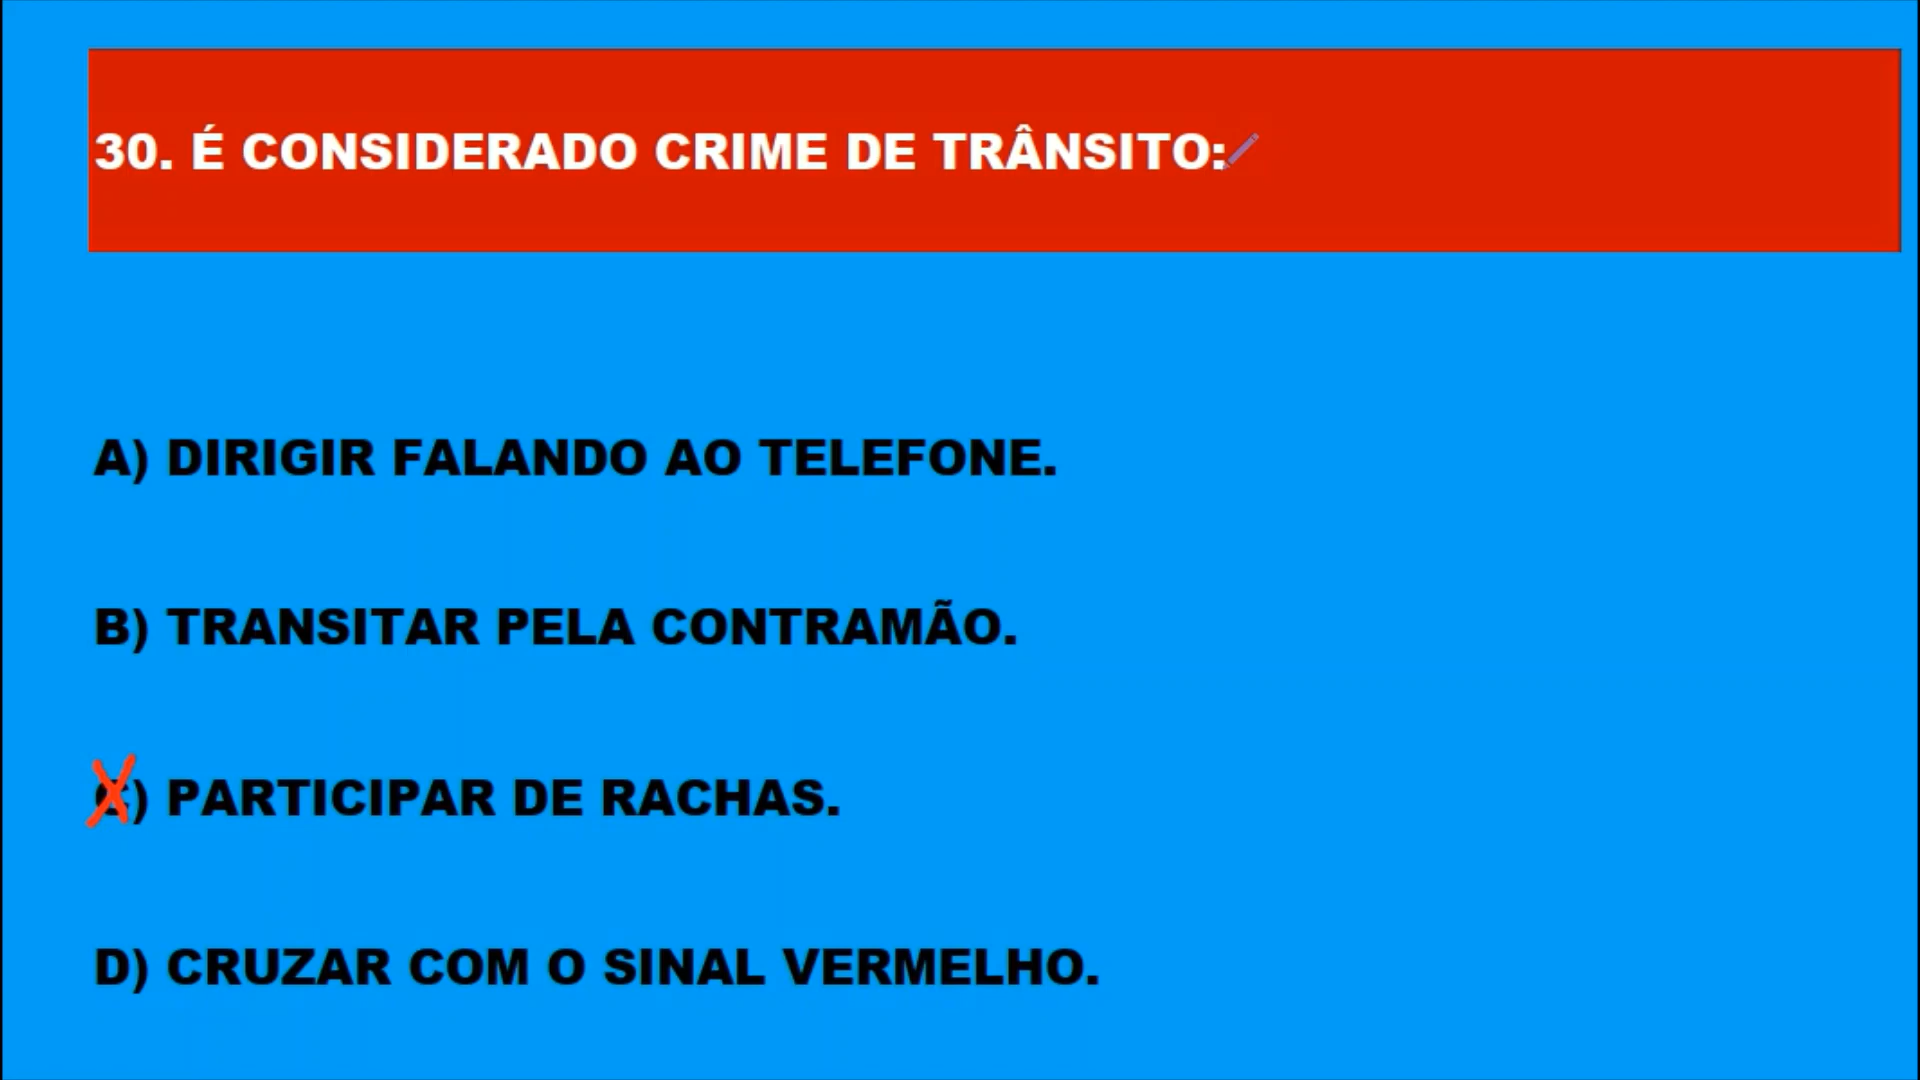 30. É CONSIDERADO CRIME DE TRÂNSITO:
A) DIRIGIR FALANDO AO TELEFONE.
B) TRANSITAR PELA CONTRAMÃO.
C) PARTICIPAR DE RACHAS.
D) CRUZAR COM O SINAL VERMELHO.